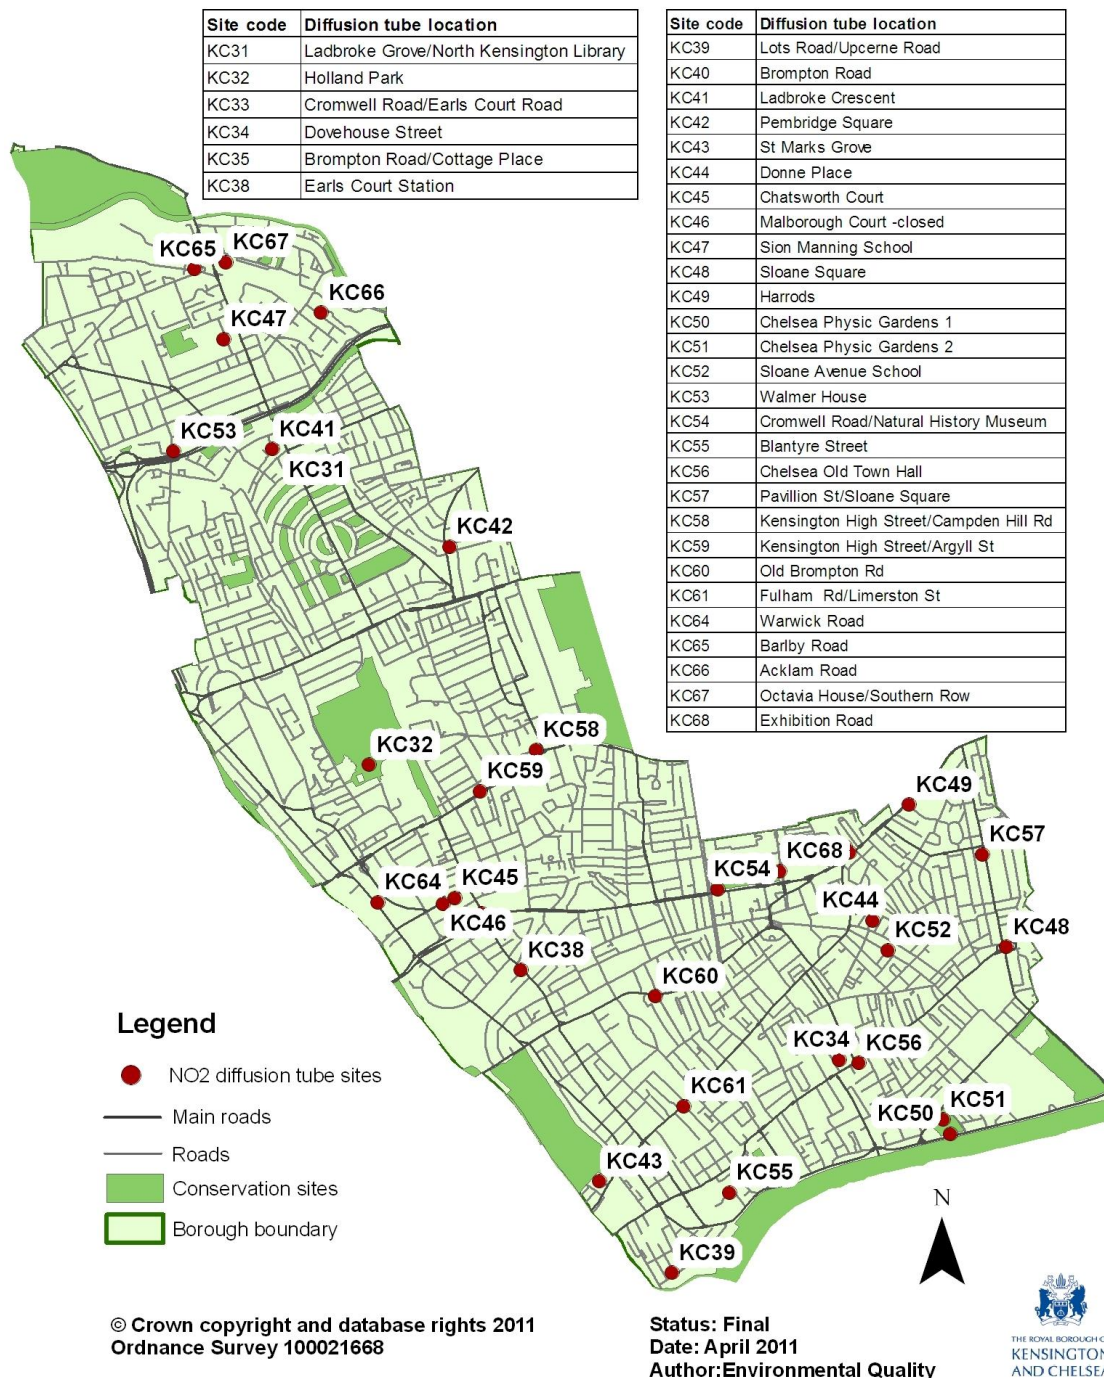 Site code Diffusion tube location
KC31 Ladbroke Grove/North Kensington Library
KC32 Holland Park
KC33 Cromwell Road/Earls Court Road
KC34 Dovehouse Street
KC35 Brompton Road/Cottage Place
KC38 Earls Court Station
Site code Diffusion tube location
KC39 Lots Road/Upcerne Road
KC40 Brompton Road
KC41 Ladbroke Crescent
KC42 Pembridge Square
KC43 St Marks Grove
KC44 Donne Place
KC45 Chatsworth Court
KC46 Malborough Court -closed
KC47 Sion Manning School
KC48 Sloane Square
KC49 Harrods
KC50 Chelsea Physic Gardens 1
KC51 Chelsea Physic Gardens 2
KC52 Sloane Avenue School
KC53 Walmer House
KC54 Cromwell Road/Natural History Museum
KC55 Blantyre Street
KC56 Chelsea Old Town Hall
KC57 Pavillion St/Sloane Square
KC58 Kensington High Street/Campden Hill Rd
KC59 Kensington High Street/Argyll St
KC60 Old Brompton Rd
KC61 Fulham Rd/Limerston St
KC64 Warwick Road
KC65 Barlby Road
KC66 Acklam Road
KC67 Octavia House/Southern Row
KC68 Exhibition Road
KC67
KC65
KC66
KC47
KC53
KC41
KC31
KC42
KC58
KC32
KC59
KC49
KC57
KC68
KC54
KC64
KC45
KC44
KC46
KC52
KC48
KC38
KC60
KC34
KC56
KC61
KC50
KC51
KC43
KC55
KC39
Legend
NO2 diffusion tube sites
Main roads
Roads
Conservation sites
Borough boundary
N
© Crown copyright and database rights 2011
Ordnance Survey 100021668
Status: Final
Date: April 2011
Author:Environmental Quality
THE ROYAL BOROUGH O
KENSINGTON
AND CHELSEA